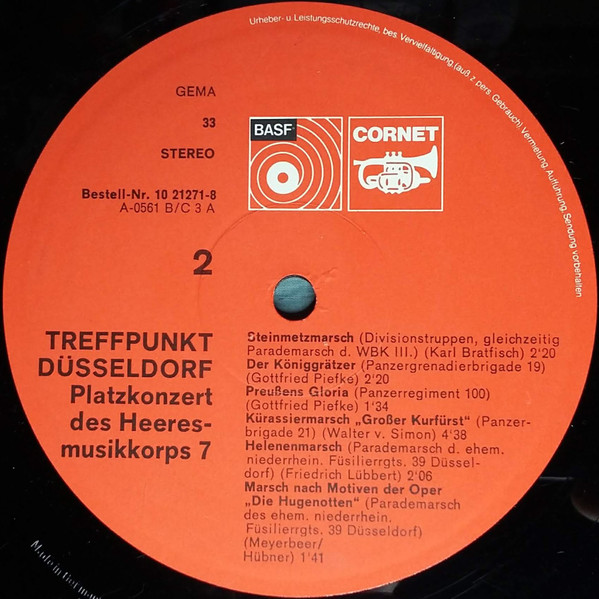 Urheber- u. Leistungsschutzrechte, bes. Vervielfältigung (auß. z. pers. Gebrauch) Vermietung, Aufführung, Sendung vorbehalten
GEMA
33
STEREO
BASF
CORNET
Bestell-Nr. 10 21271-8
A-0561 B/C 3 A
2
TREFFPUNKT
DÜSSELDORF
Platzkonzert
des Heeres-
musikkorps 7
Steinmetzmarsch (Divisionstruppen, gleichzeitig
Parademarsch d. WBK III.) (Karl Bratfisch) 2'20
Der Königgrätzer (Panzergrenadierbrigade 19)
(Gottfried Piefke) 2'20
Preußens Gloria (Panzerregiment 100)
(Gottfried Piefke) 1'34
Kürassiermarsch „Großer Kurfürst“ (Panzer-
brigade 21) (Walter v. Simon) 4'38
Helenenmarsch (Parademarsch d. ehem.
niederrhein. Füsilierrgts. 39 Düssel-
dorf) (Friedrich Lübbert) 2'06
Marsch nach Motiven der Oper
„Die Hugenotten“ (Parademarsch
des ehem. niederrhein.
Füsilierrgts. 39 Düsseldorf)
(Meyerbeer/
Hübner) 1'41
Made in Germany